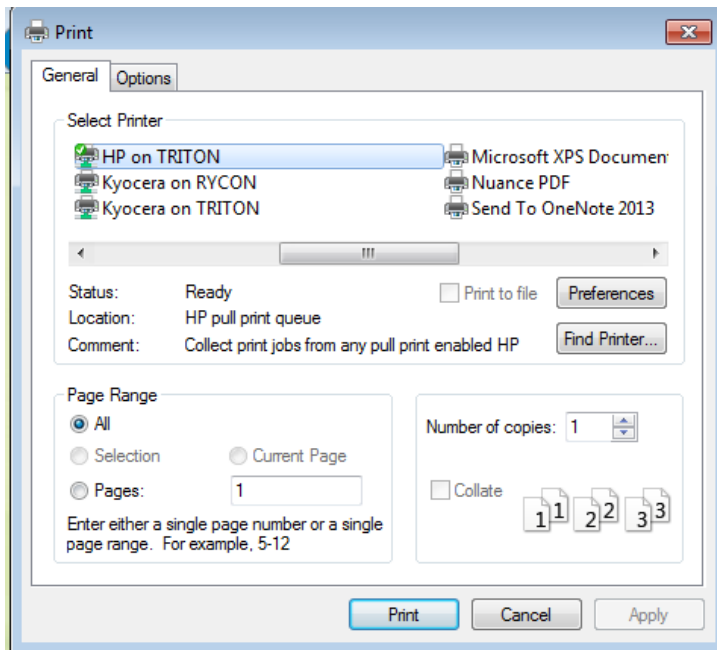 Print
General Options
Select Printer
HP on TRITON Microsoft XPS Documen
Kyocera on RYCON Nuance PDF
Kyocera on TRITON Send To OneNote 2013
Status: Ready Print to file Preferences
Location: HP pull print queue
Comment: Collect print jobs from any pull print enabled HP Find Printer...
Page Range
All Number of copies: 1
Selection Current Page
Pages: 1 Collate 1 1 2 2 3 3
Enter either a single page number or a single
page range. For example, 5-12
Print Cancel Apply